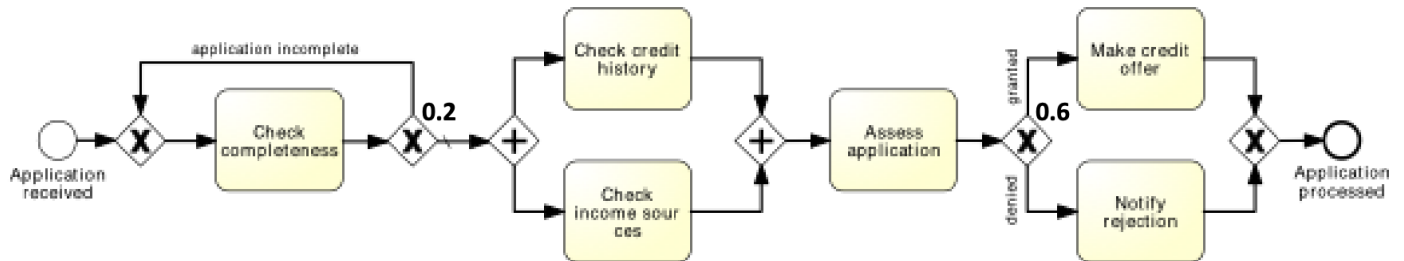 application incomplete
Application
received
Check
completeness
0.2
Check credit
history
Check
income sour
ces
Assess
application
granted
denied
0.6
Make credit
offer
Notify
rejection
Application
processed